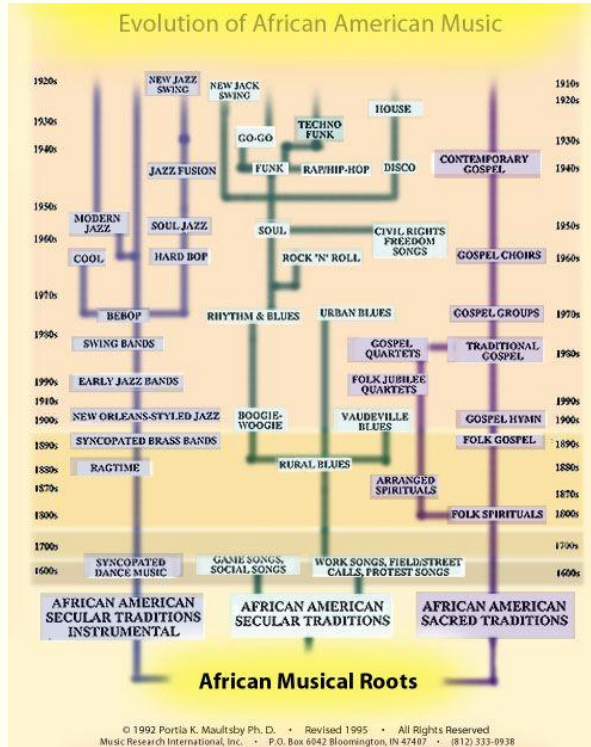 Evolution of African American Music
1920s
1930s
1940s
1950s
1960s
1970s
1980s
1990s
1910s
1900s
1890s
1880s
1870s
1800s
1700s
1600s
NEW JAZZ
SWING
JAZZ FUSION
MODERN
JAZZ
SOUL JAZZ
COOL
HARD BOP
BEBOP
SWING BANDS
EARLY JAZZ BANDS
NEW ORLEANS-STYLED JAZZ
SYNCOPATED BRASS BANDS
RAGTIME
SYNCOPATED
DANCE MUSIC
AFRICAN AMERICAN
SECULAR TRADITIONS
INSTRUMENTAL
NEW JACK
SWING
HOUSE
GO-GO
TECHNO
FUNK
FUNK
RAP/HIP-HOP
DISCO
SOUL
CIVIL RIGHTS
FREEDOM
SONGS
ROCK 'N' ROLL
RHYTHM & BLUES
URBAN BLUES
BOOGIE-
WOOGIE
VAUDEVILLE
BLUES
RURAL BLUES
GAME SONGS,
SOCIAL SONGS
WORK SONGS, FIELD/STREET
CALLS, PROTEST SONGS
AFRICAN AMERICAN
SECULAR TRADITIONS
CONTEMPORARY
GOSPEL
GOSPEL CHOIRS
GOSPEL GROUPS
GOSPEL
QUARTETS
TRADITIONAL
GOSPEL
FOLK JUBILEE
QUARTETS
GOSPEL HYMN
FOLK GOSPEL
ARRANGED
SPIRITUALS
FOLK SPIRITUALS
AFRICAN AMERICAN
SACRED TRADITIONS
1910s
1920s
1930s
1940s
1950s
1960s
1970s
1980s
1990s
1900s
1890s
1880s
1870s
1800s
1700s
1600s
African Musical Roots
© 1992 Portia K. Maultsby Ph. D. • Revised 1995 • All Rights Reserved
Music Research International, Inc. • P.O. Box 6042 Bloomington, IN 47407 • (812) 333-0938